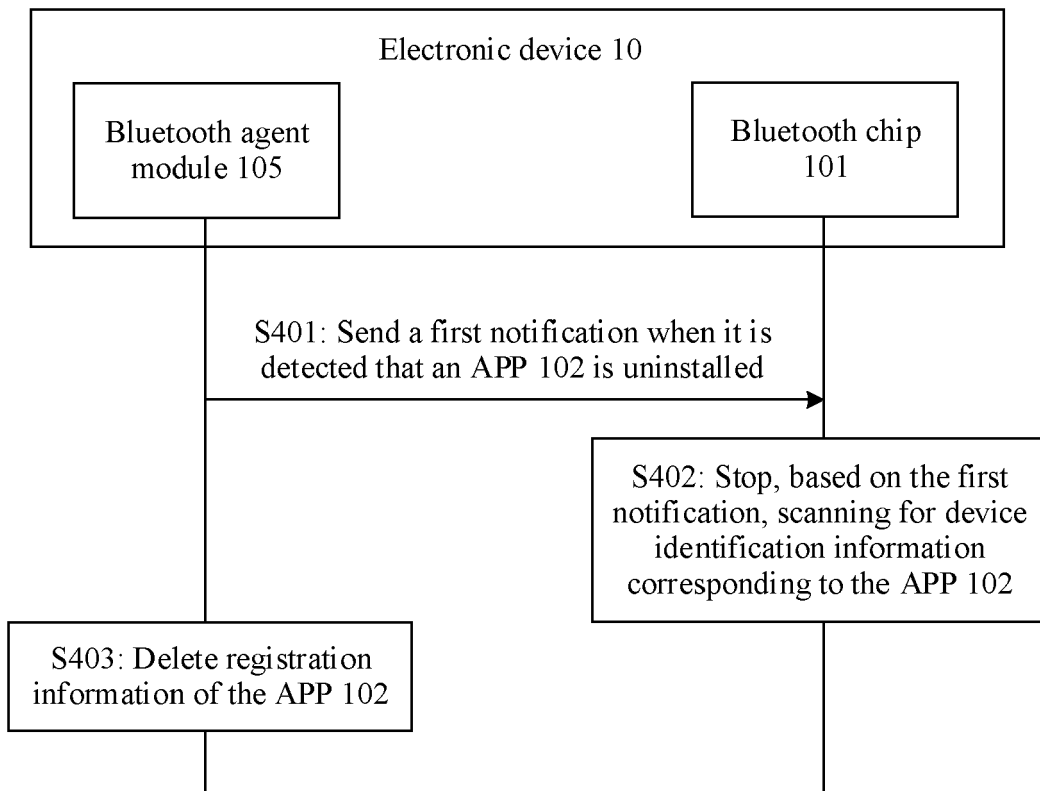 Electronic device 10
Bluetooth agent
module 105
Bluetooth chip
101
S401: Send a first notification when it is
detected that an APP 102 is uninstalled
S402: Stop, based on the first
notification, scanning for device
identification information
corresponding to the APP 102
S403: Delete registration
information of the APP 102